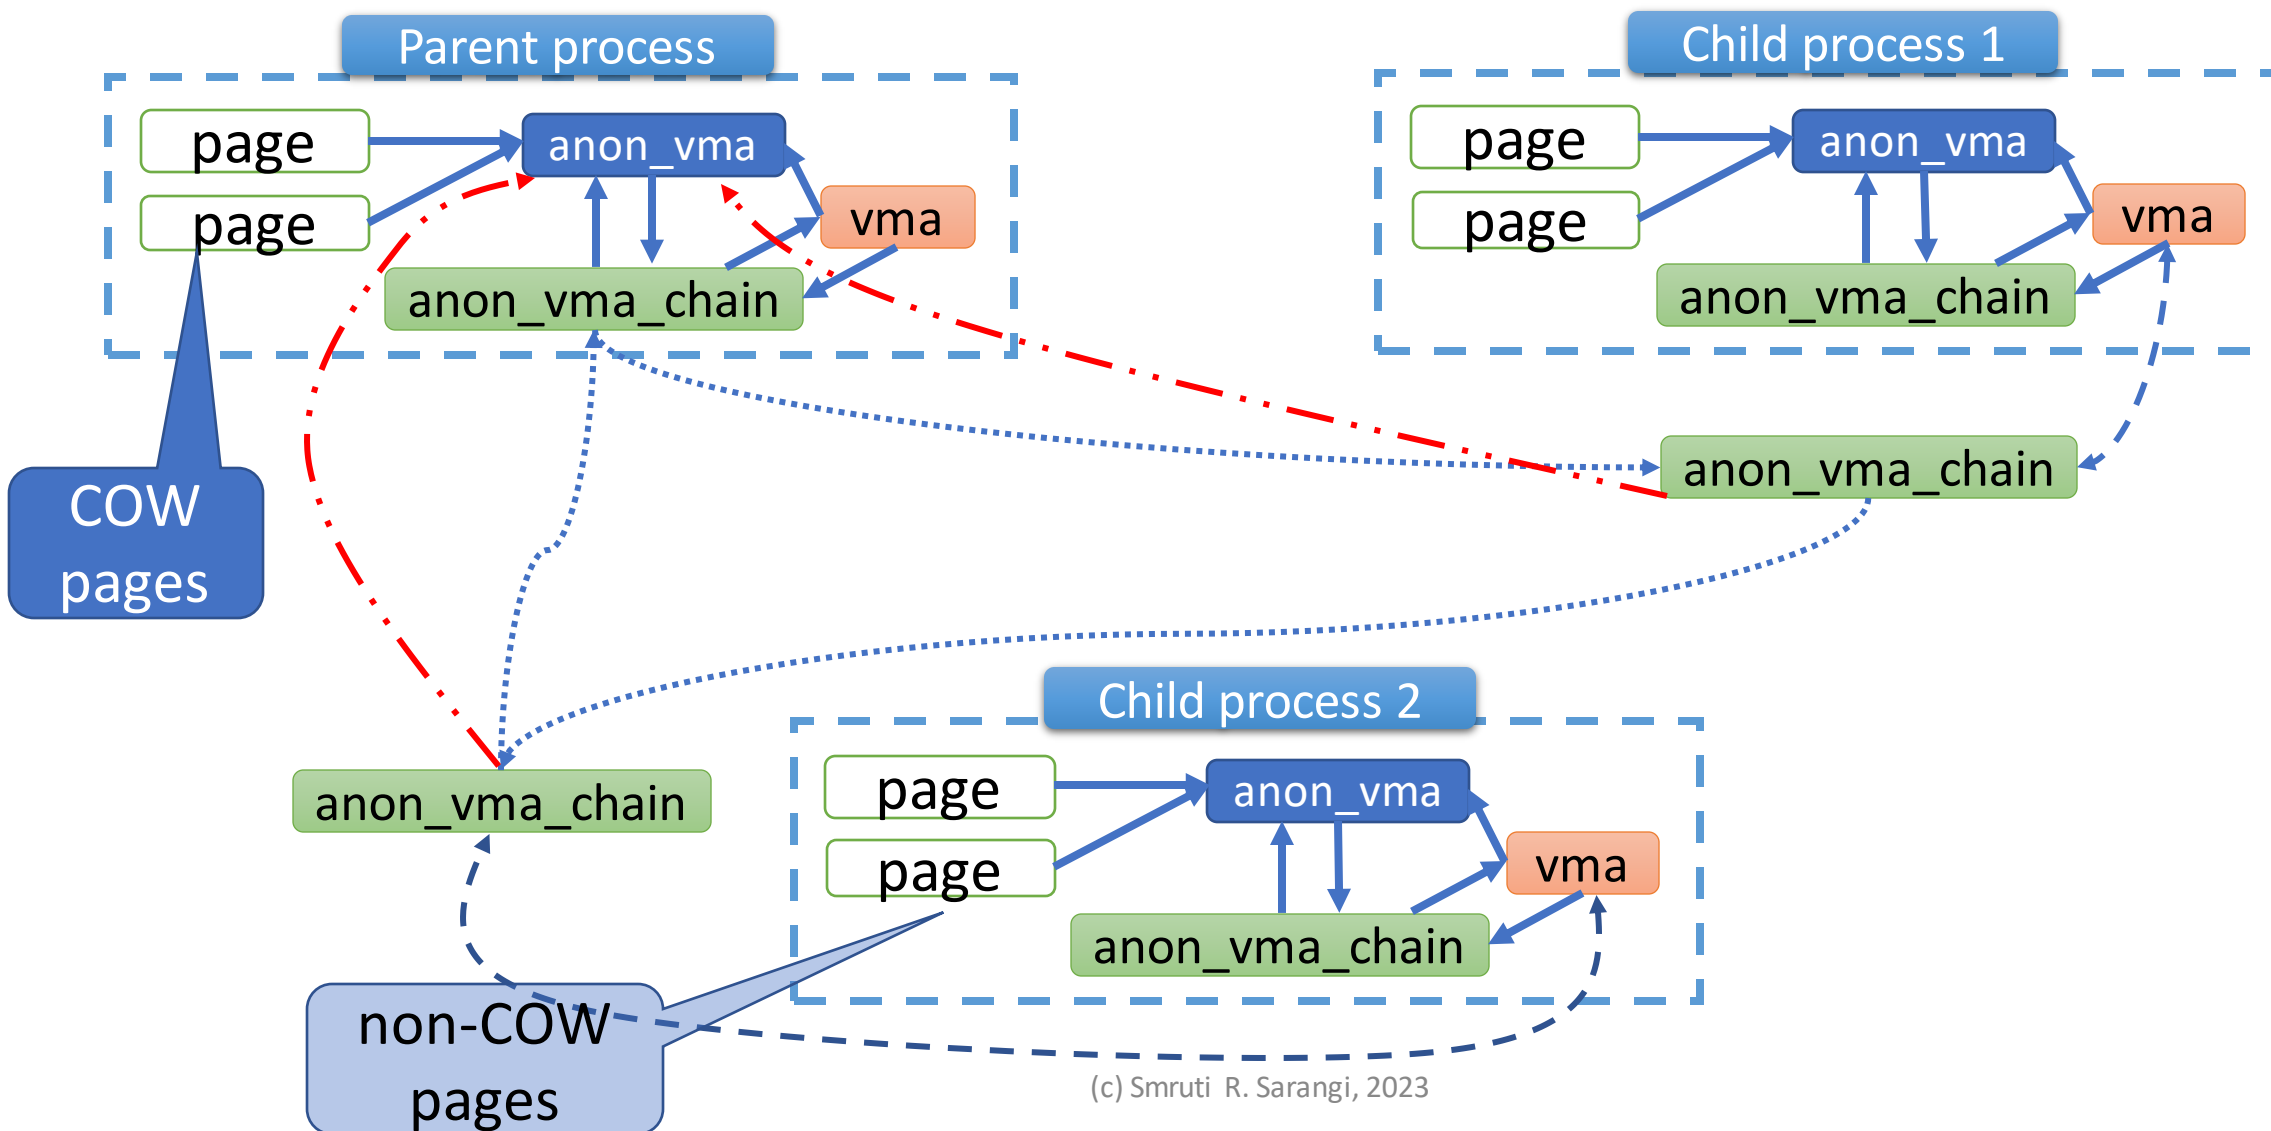 Parent process
page
page
anon_vma
vma
anon_vma_chain
COW
pages
Child process 1
page
page
anon_vma
vma
anon_vma_chain
anon_vma_chain
anon_vma_chain
Child process 2
page
page
anon_vma
vma
anon_vma_chain
non-COW
pages
(c) Smruti R. Sarangi, 2023